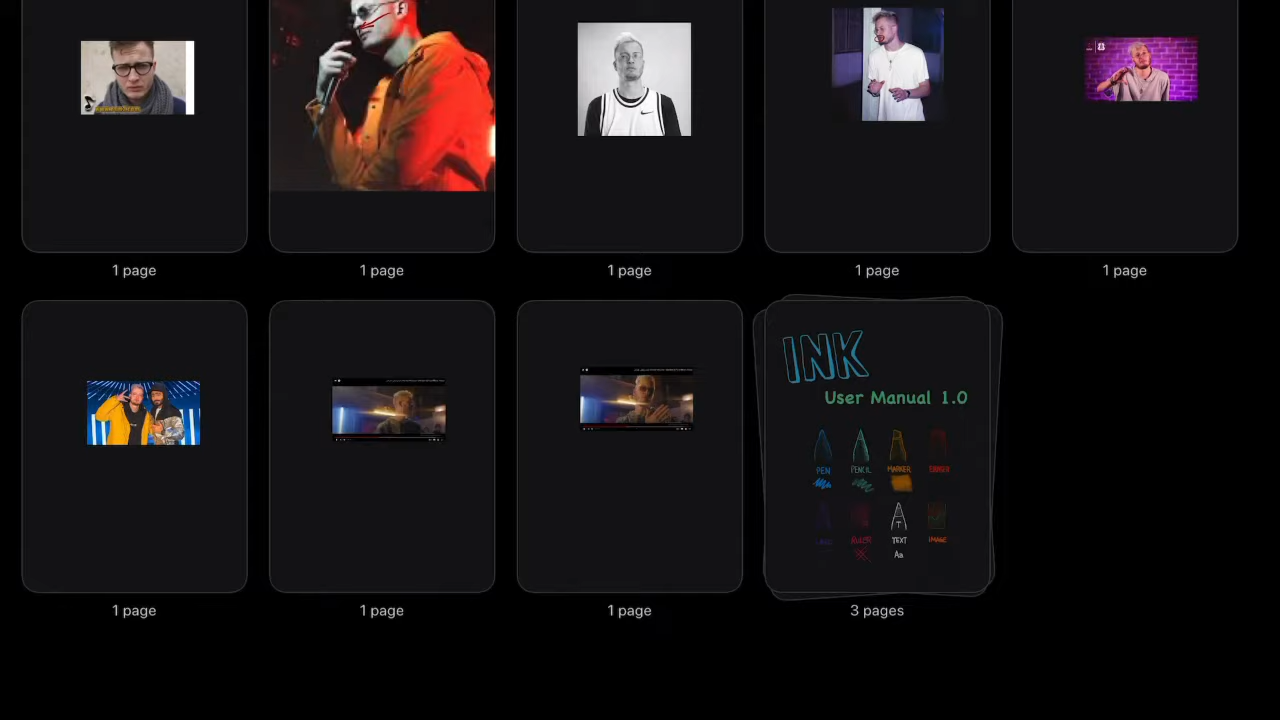 1 page
1 page
1 page
1 page
1 page
INK
User Manual 1.0
PEN
PENCIL
MARKER
ERASER
RULER
TEXT
IMAGE
Aa
1 page
1 page
1 page
3 pages